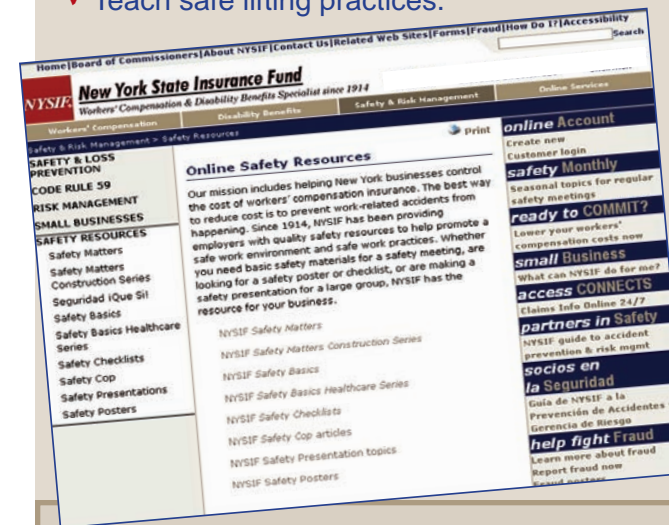 Teach safe lifting practices.
Home|Board of Commissioners|About NYSIF|Contact Us|Related Web Sites|Forms|Fraud|How Do I?|Accessibility
Search
NYSIF
New York State Insurance Fund
Workers' Compensation & Disability Benefits Specialist since 1914
Workers' Compensation
Disability Benefits
Safety & Risk Management
Online Services
Safety & Risk Management > Safety Resources
Print
SAFETY & LOSS
PREVENTION
CODE RULE 59
RISK MANAGEMENT
SMALL BUSINESSES
SAFETY RESOURCES
Safety Matters
Safety Matters
Construction Series
Seguridad ¡Que Sí!
Safety Basics
Safety Basics Healthcare
Series
Safety Checklists
Safety Cop
Safety Presentations
Safety Posters
Online Safety Resources
Our mission includes helping New York businesses control
the cost of workers' compensation insurance. The best way
to reduce cost is to prevent work-related accidents from
happening. Since 1914, NYSIF has been providing
employers with quality safety resources to help promote a
safe work environment and safe work practices. Whether
you need basic safety materials for a safety meeting, are
looking for a safety poster or checklist, or are making a
safety presentation for a large group, NYSIF has the
resource for your business.
NYSIF Safety Matters
NYSIF Safety Matters Construction Series
NYSIF Safety Basics
NYSIF Safety Basics Healthcare Series
NYSIF Safety Checklists
NYSIF Safety Cop articles
NYSIF Safety Presentation topics
NYSIF Safety Posters
online Account
Create new
Customer login
safety Monthly
Seasonal topics for regular
safety meetings
ready to COMMIT?
Lower your workers'
compensation costs now
small Business
What can NYSIF do for me?
access CONNECTS
Claims Info Online 24/7
partners in Safety
NYSIF guide to accident
prevention & risk mgmt
socios en
la Seguridad
Guía de NYSIF a la
Prevención de Accidentes
Gerencia de Riesgo
help fight Fraud
Learn more about fraud
Report fraud now
Fraud posters